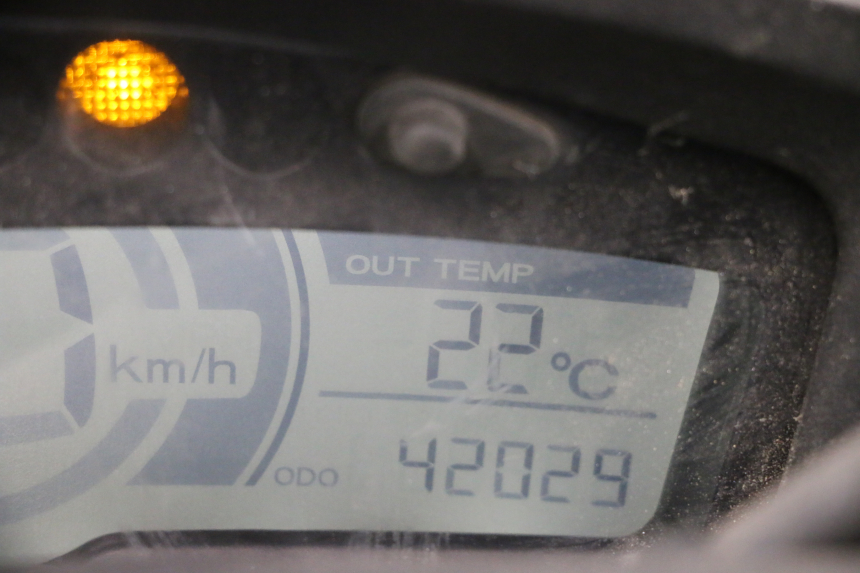 OUT TEMP
22 °C
km/h
ODO 42029